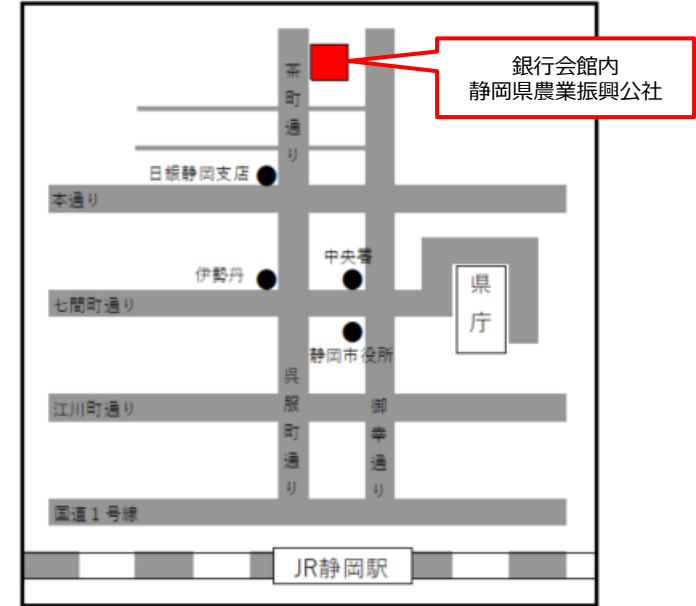 銀行会館内
静岡県農業振興公社
茶町通り
日銀静岡支店
本通り
伊勢丹
中央署
県庁
七間町通り
静岡市役所
呉服町通り
御幸通り
江川町通り
国道1号線
JR静岡駅